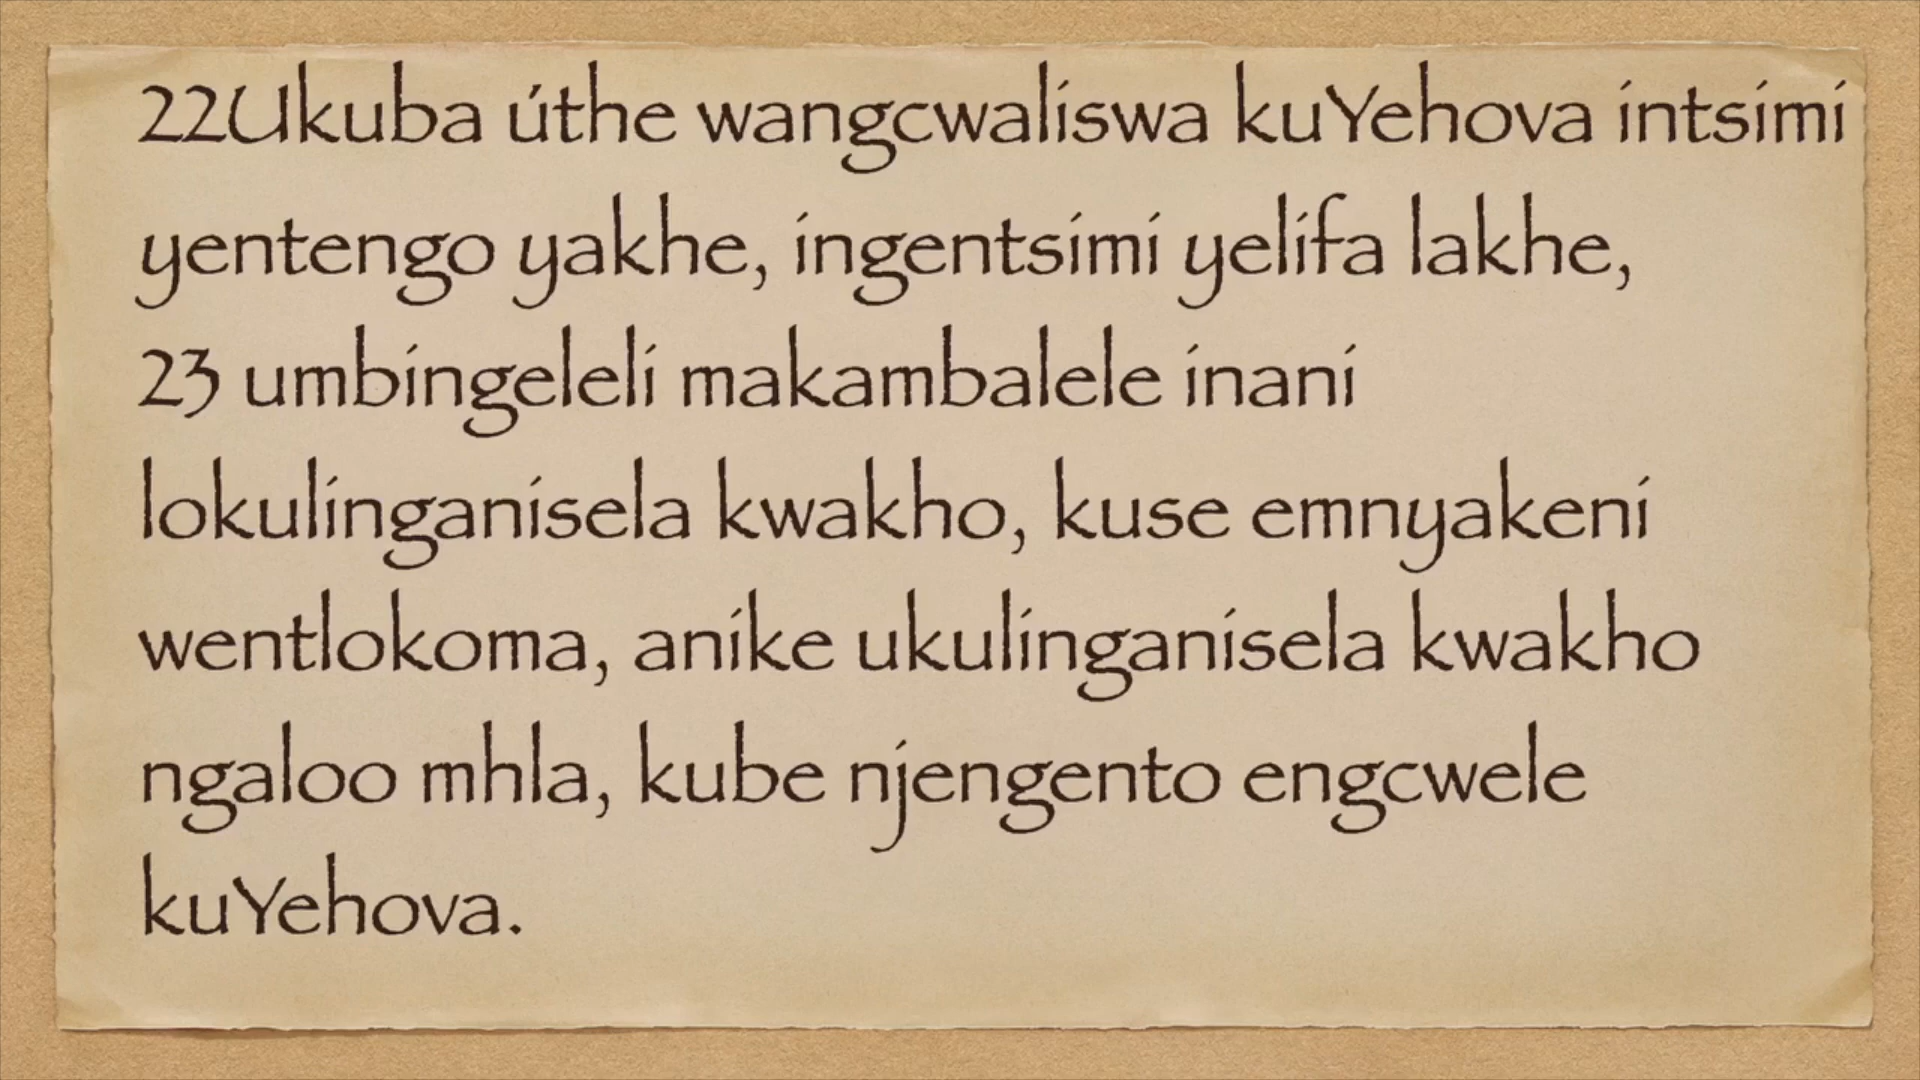 22Ukuba úthe wangcwaliswa kuYehova intsimi
yentengo yakhe, ingentsimi yelifa lakhe,
23 umbingeleli makambalele inani
lokulinganisela kwakho, kuse emnyakeni
wentlokoma, anike ukulinganisela kwakho
ngaloo mhla, kube njengento engcwele
kuYehova.